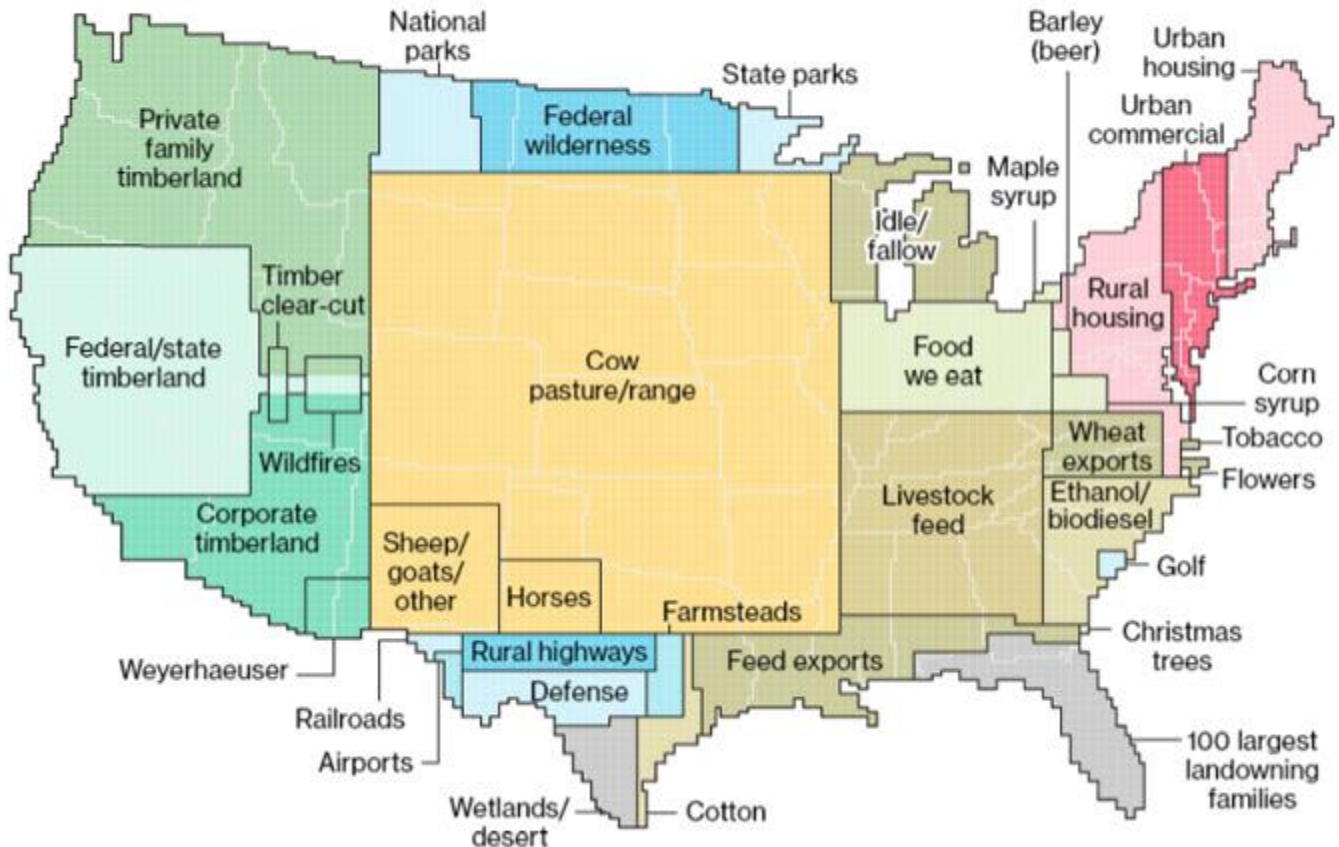 National
parks
Barley
(beer)
Urban
housing
State parks
Urban
commercial
Private
family
timberland
Federal
wilderness
Maple
syrup
Idle/
fallow
Timber
clear-cut
Rural
housing
Federal/state
timberland
Cow
pasture/range
Food
we eat
Corn
syrup
Wildfires
Wheat
exports
Tobacco
Flowers
Corporate
timberland
Livestock
feed
Ethanol/
biodiesel
Sheep/
goats/
other
Horses
Farmsteads
Golf
Christmas
trees
Weyerhaeuser
Rural highways
Feed exports
Defense
Railroads
Airports
100 largest
landowning
families
Wetlands/
desert
Cotton